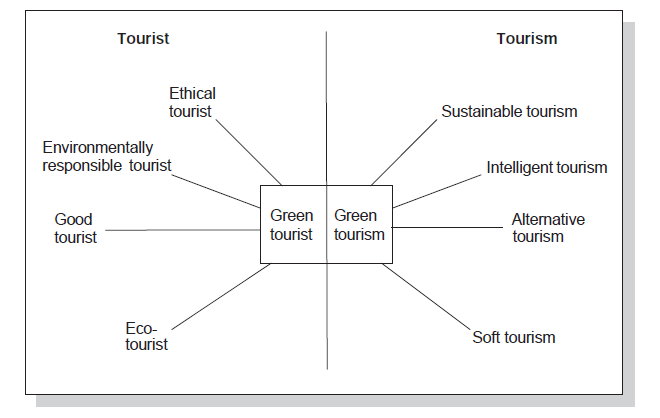 Tourist
Tourism
Ethical
tourist
Sustainable tourism
Environmentally
responsible tourist
Intelligent tourism
Good
tourist
Green
tourist
Green
tourism
Alternative
tourism
Eco-
tourist
Soft tourism